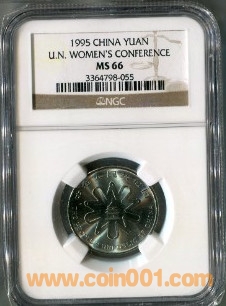 1995 CHINA YUAN
U.N. WOMEN'S CONFERENCE
MS 66
3364798-055
NGC
www.coin001.com